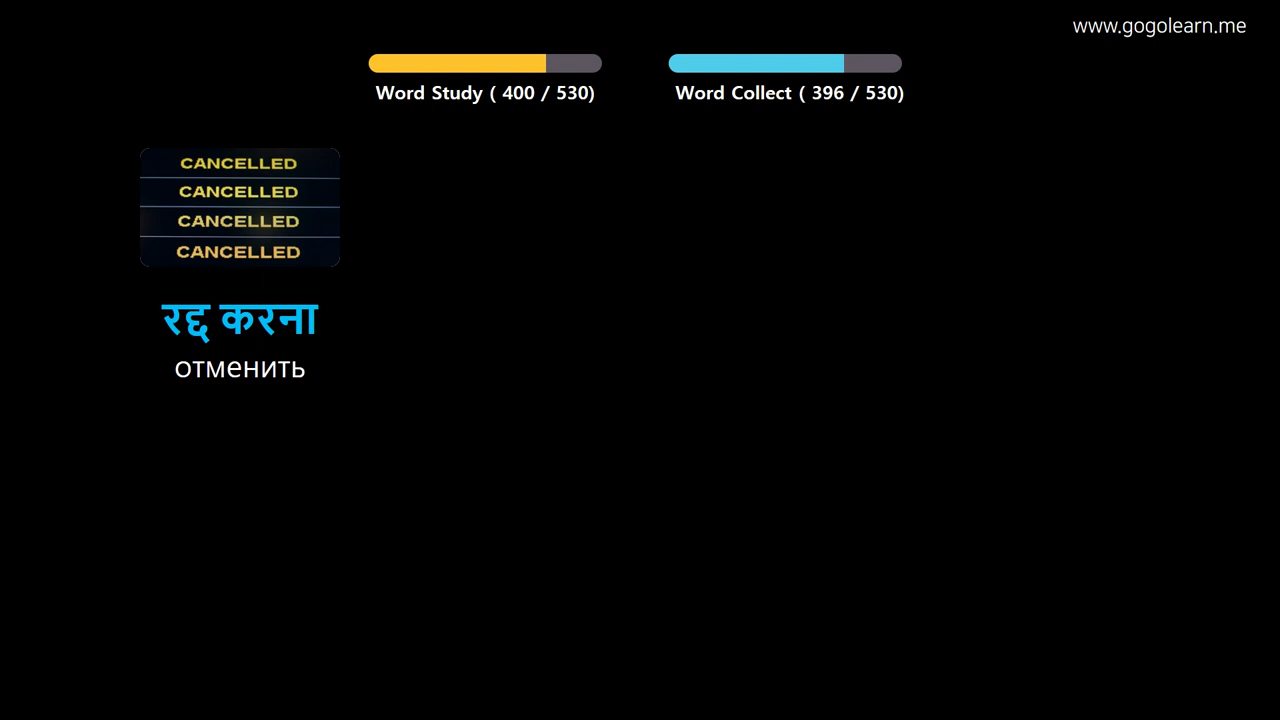 www.gogolearn.me
Word Study ( 400 / 530)
Word Collect ( 396 / 530)
CANCELLED
CANCELLED
CANCELLED
CANCELLED
रद्द करना
отменить